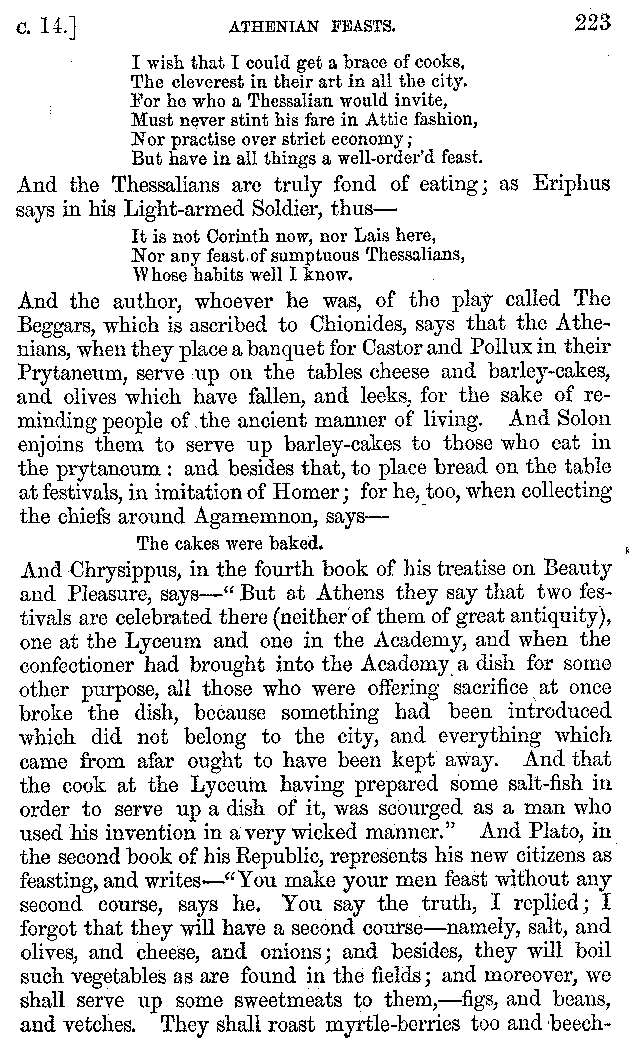 C. 14.] ATHENIAN FEASTS. 223
I wish that I could get a brace of cooks,
The cleverest in their art in all the city.
For he who a Thessalian would invite,
Must never stint his fare in Attic fashion,
Nor practise over strict economy;
But have in all things a well-order'd feast.
And the Thessalians are truly fond of eating; as Eriphus
says in his Light-armed Soldier, thus—
It is not Corinth now, nor Lais here,
Nor any feast of sumptuous Thessalians,
Whose habits well I know.
And the author, whoever he was, of the play called The
Beggars, which is ascribed to Chionides, says that the Athe-
nians, when they place a banquet for Castor and Pollux in their
Prytaneum, serve up on the tables cheese and barley-cakes,
and olives which have fallen, and leeks, for the sake of re-
minding people of the ancient manner of living. And Solon
enjoins them to serve up barley-cakes to those who eat in
the prytaneum: and besides that, to place bread on the table
at festivals, in imitation of Homer; for he, too, when collecting
the chiefs around Agamemnon, says—
The cakes were baked.
And Chrysippus, in the fourth book of his treatise on Beauty
and Pleasure, says—“But at Athens they say that two fes-
tivals are celebrated there (neither of them of great antiquity),
one at the Lyceum and one in the Academy, and when the
confectioner had brought into the Academy a dish for some
other purpose, all those who were offering sacrifice at once
broke the dish, because something had been introduced
which did not belong to the city, and everything which
came from afar ought to have been kept away. And that
the cook at the Lyceum having prepared some salt-fish in
order to serve up a dish of it, was scourged as a man who
used his invention in a very wicked manner.” And Plato, in
the second book of his Republic, represents his new citizens as
feasting, and writes—“You make your men feast without any
second course, says he. You say the truth, I replied; I
forgot that they will have a second course—namely, salt, and
olives, and cheese, and onions; and besides, they will boil
such vegetables as are found in the fields; and moreover, we
shall serve up some sweetmeats to them,—figs, and beans,
and vetches. They shall roast myrtle-berries too and beech-